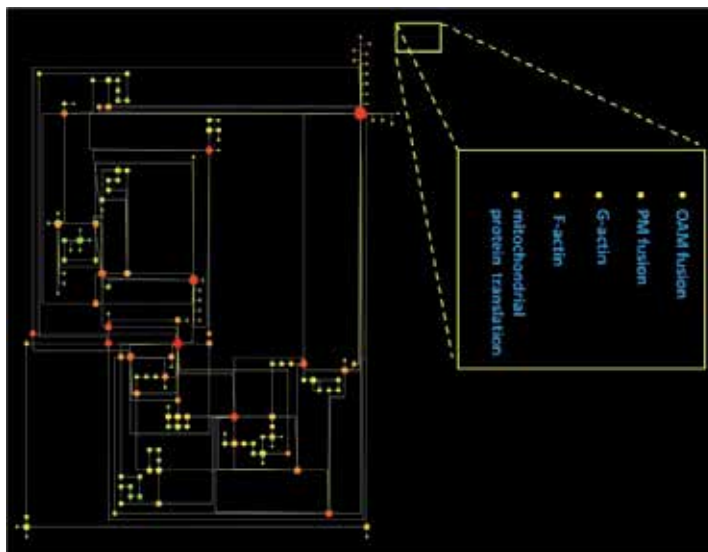 OAM fusion
PM fusion
G-actin
F-actin
mitochondrial
protein translation